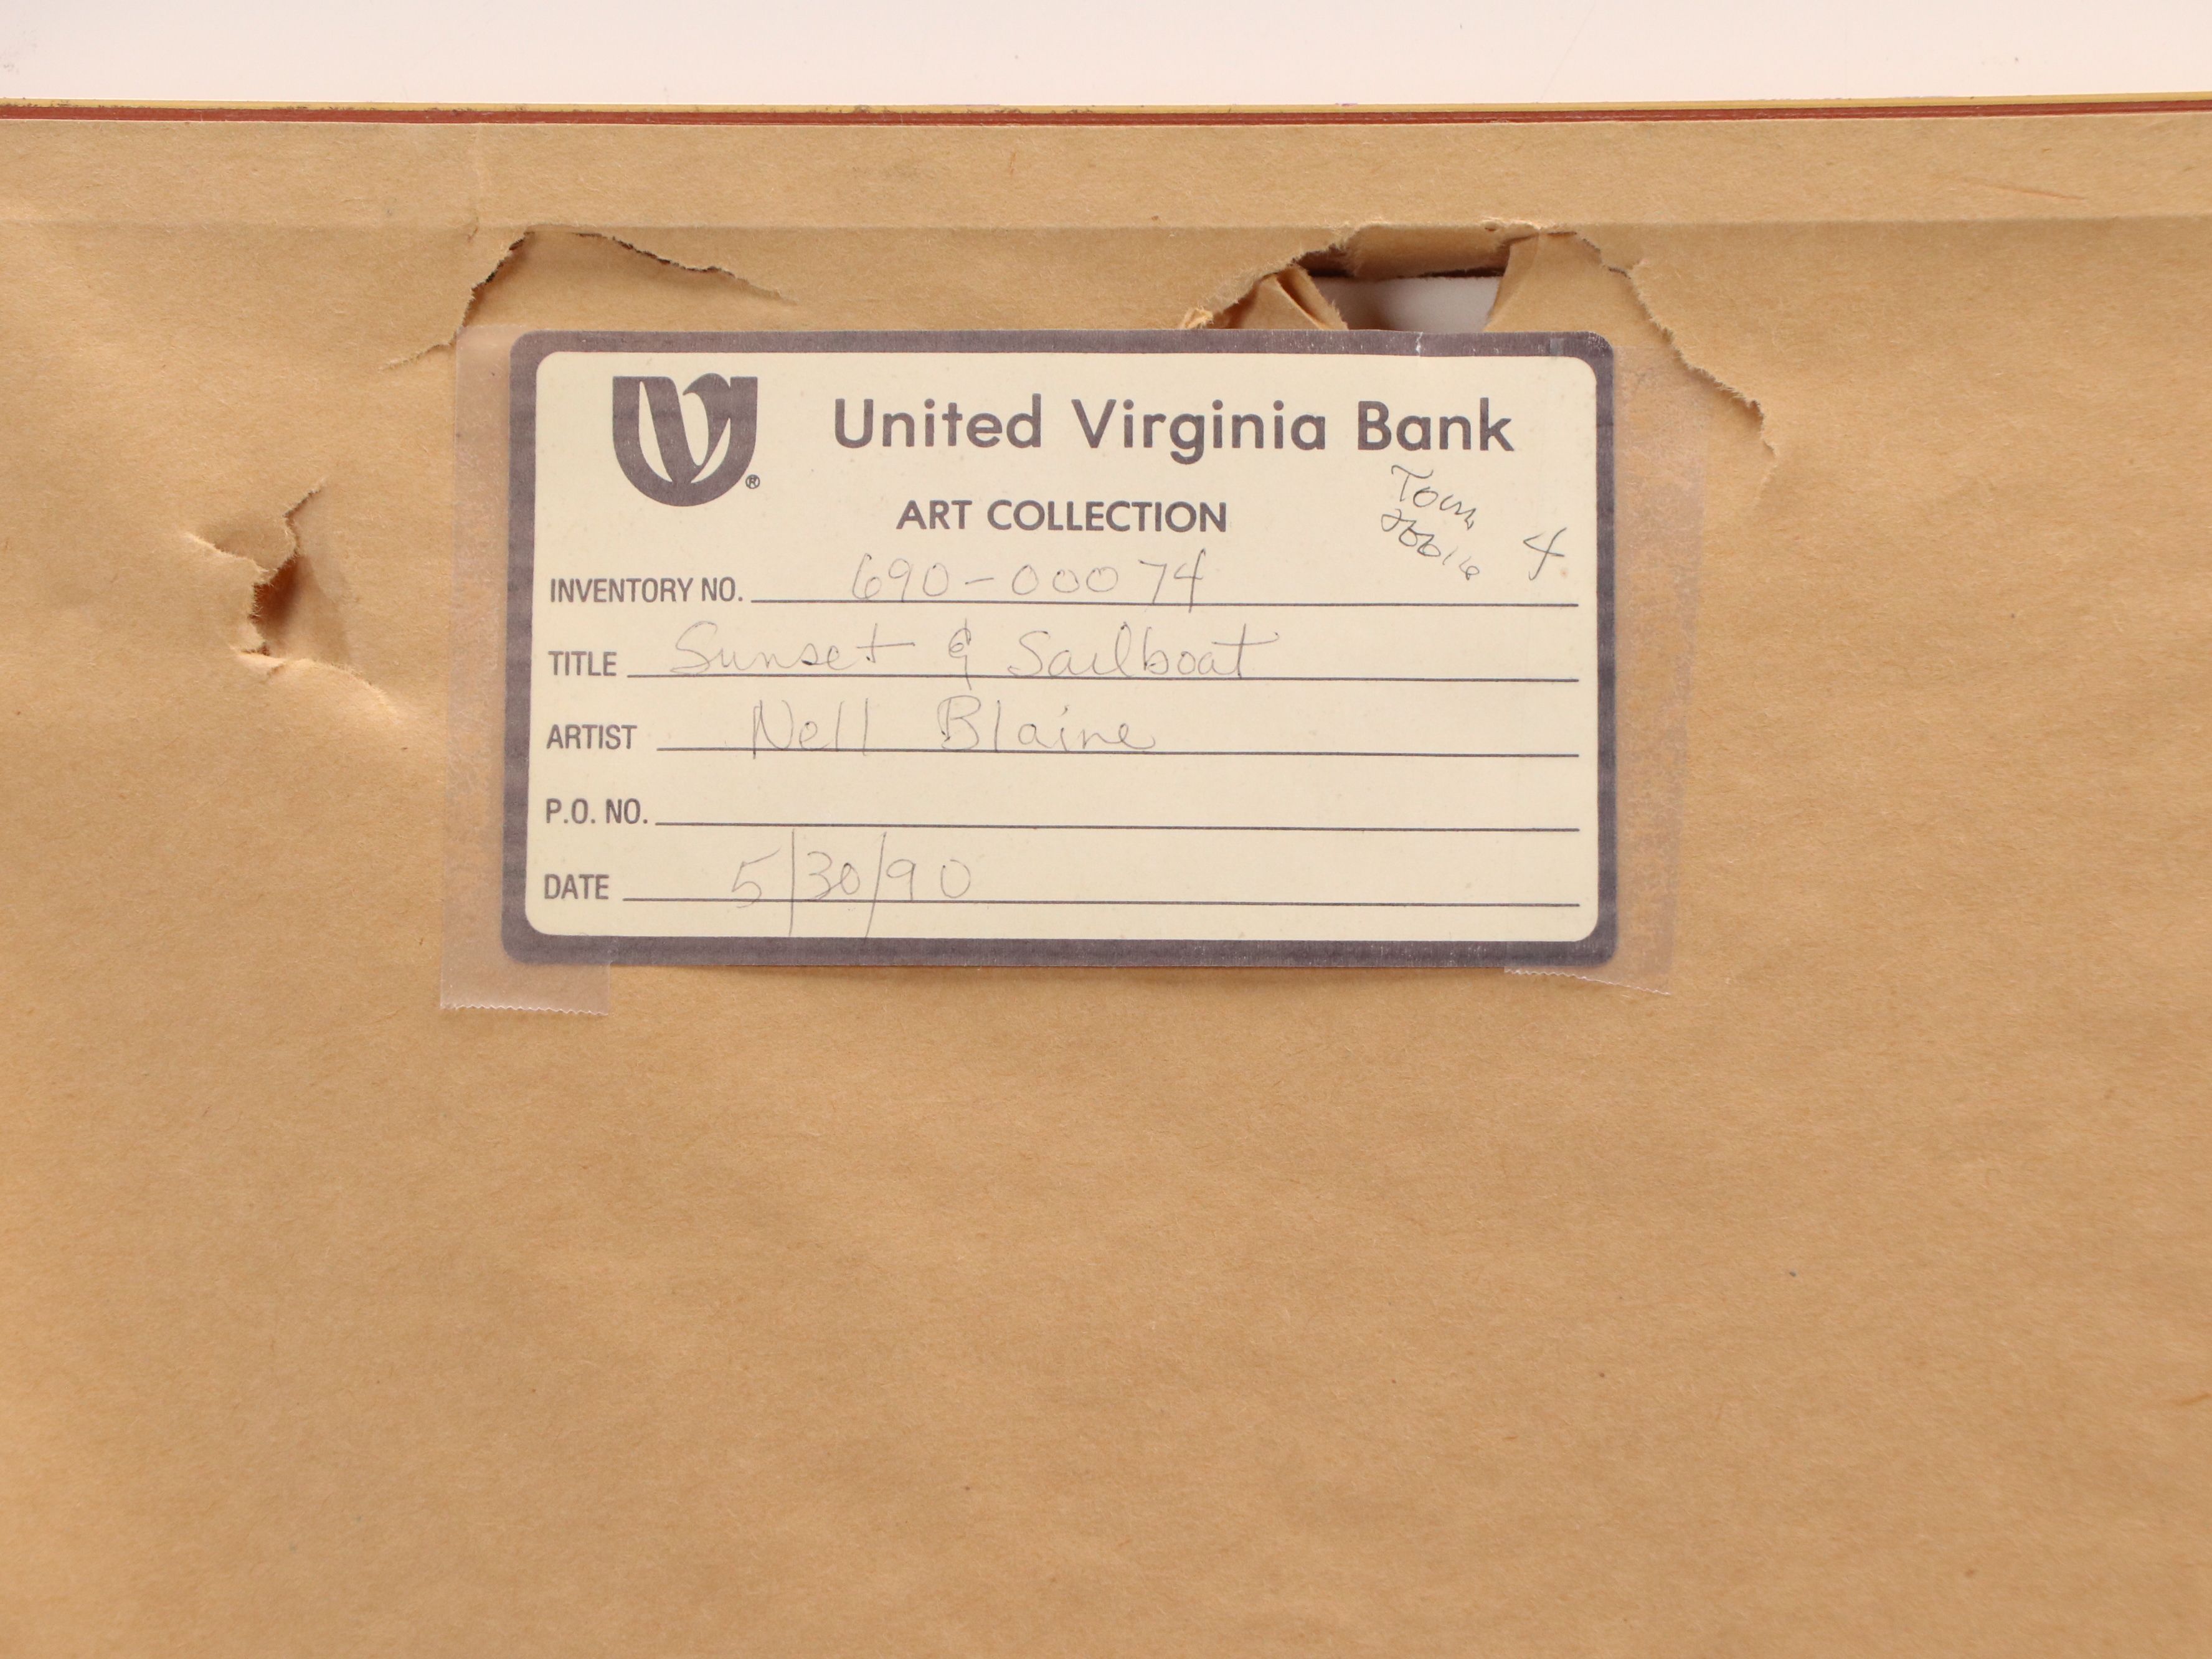 United Virginia Bank
®
ART COLLECTION
Tom
4
INVENTORY NO. 690-00074
TITLE Sunset & Sailboat
ARTIST Nell Blaine
P.O. NO.
DATE 5/30/90